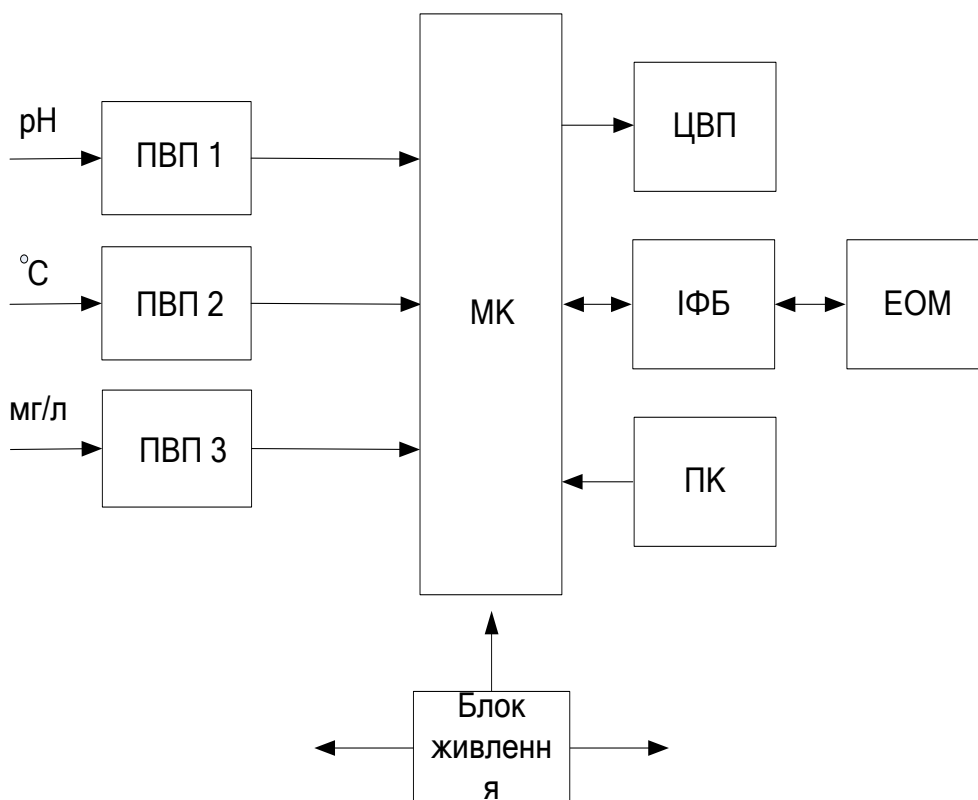 pH
ПВП 1
ЦВП
°C
ПВП 2
МК
ІФБ
ЕОМ
мг/л
ПВП 3
ПК
Блок
живленн
я